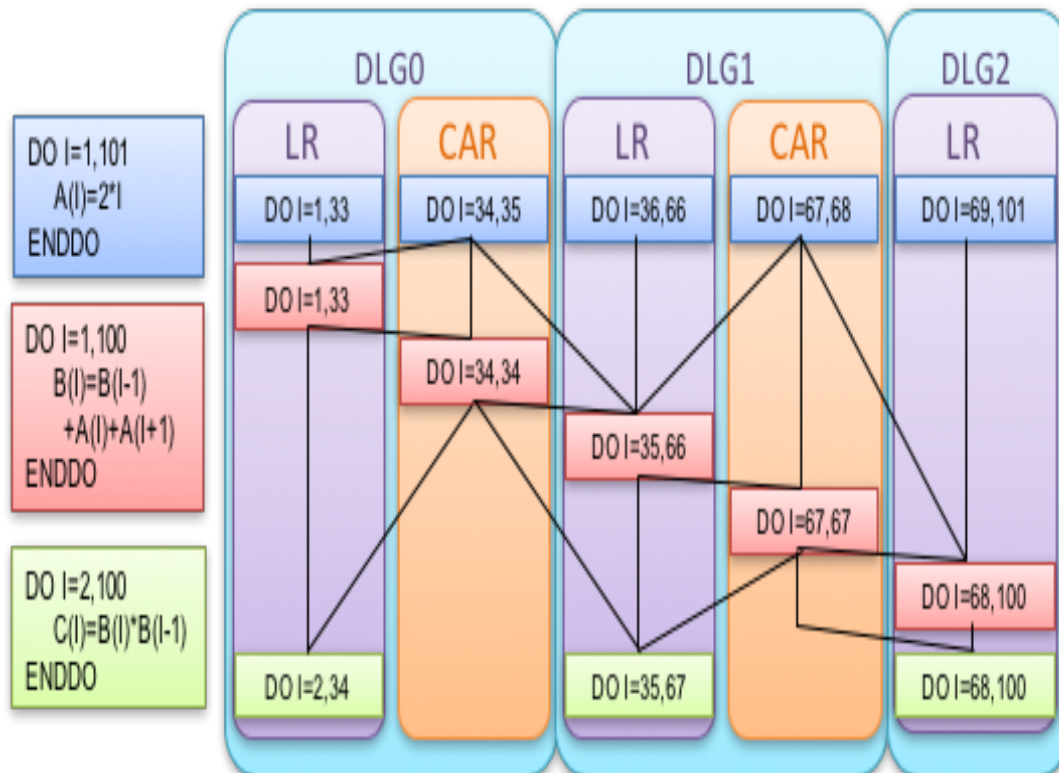 DLG0
DLG1
DLG2
LR
CAR
LR
CAR
LR
DO I=1,101
A(I)=2*I
ENDDO
DO I=1,33
DO I=34,35
DO I=36,66
DO I=67,68
DO I=69,101
DO I=1,100
B(I)=B(I-1)
+A(I)+A(I+1)
ENDDO
DO I=1,33
DO I=34,34
DO I=35,66
DO I=67,67
DO I=68,100
DO I=2,100
C(I)=B(I)*B(I-1)
ENDDO
DO I=2,34
DO I=35,67
DO I=68,100